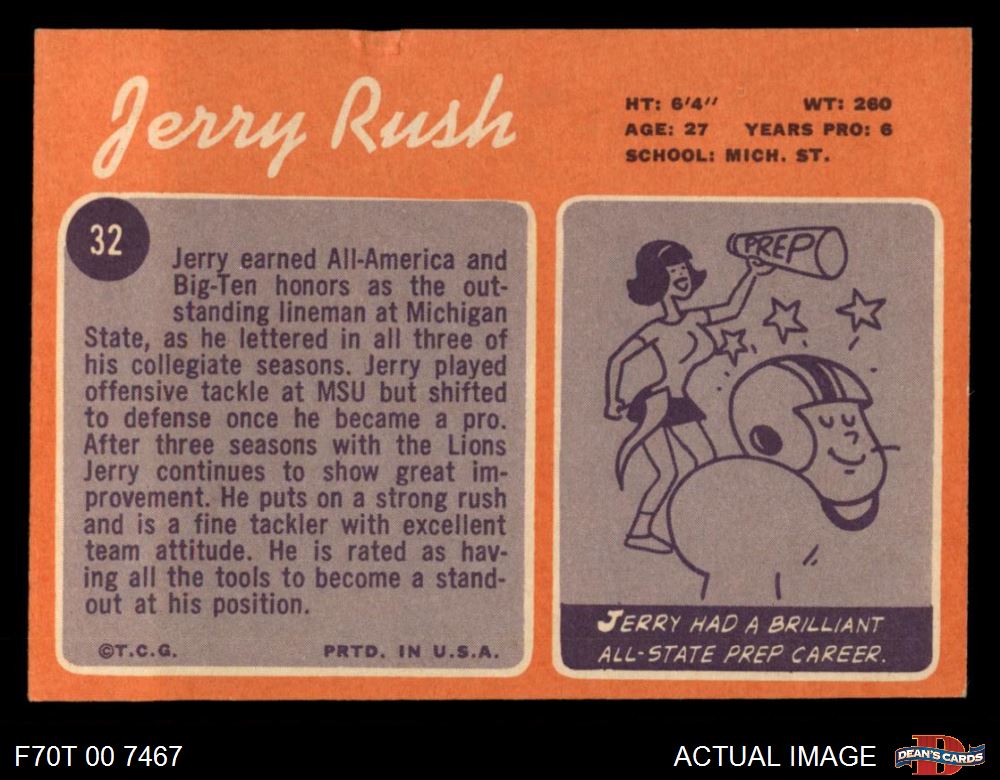 Jerry Rush
HT: 6'4" WT: 260
AGE: 27 YEARS PRO: 6
SCHOOL: MICH. ST.
32
Jerry earned All-America and
Big-Ten honors as the out-
standing lineman at Michigan
State, as he lettered in all three of
his collegiate seasons. Jerry played
offensive tackle at MSU but shifted
to defense once he became a pro.
After three seasons with the Lions
Jerry continues to show great im-
provement. He puts on a strong rush
and is a fine tackler with excellent
team attitude. He is rated as hav-
ing all the tools to become a stand-
out at his position.
©T.C.G. PRTD. IN U.S.A.
PREP
JERRY HAD A BRILLIANT
ALL-STATE PREP CAREER.
F70T 00 7467
ACTUAL IMAGE
D
DEAN'S CARDS